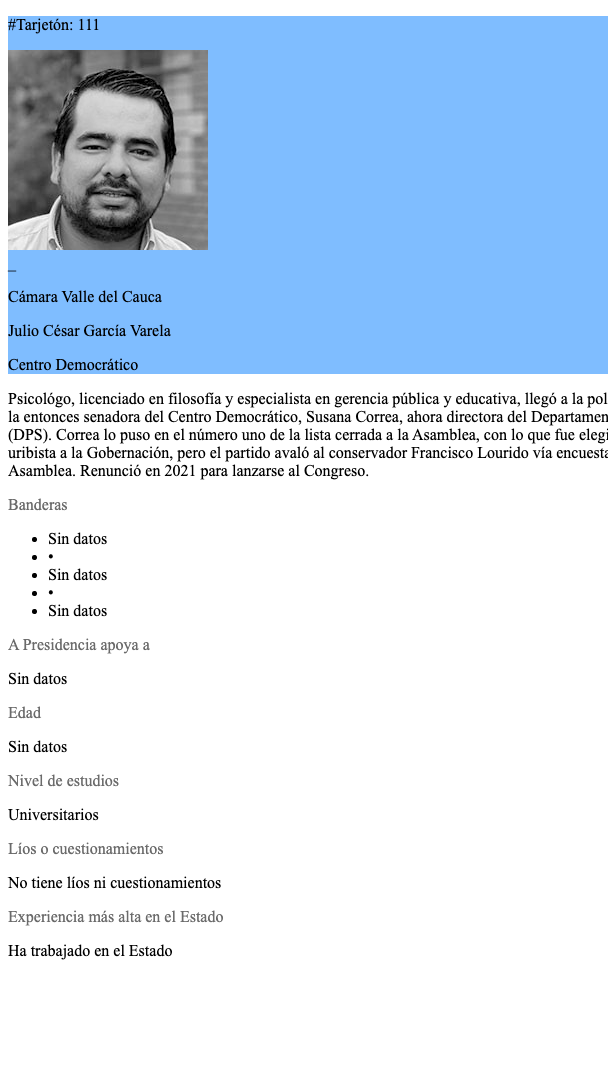 #Tarjetón: 111
_
Cámara Valle del Cauca
Julio César García Varela
Centro Democrático
Psicológo, licenciado en filosofía y especialista en gerencia pública y educativa, llegó a la pol
la entonces senadora del Centro Democrático, Susana Correa, ahora directora del Departamen
(DPS). Correa lo puso en el número uno de la lista cerrada a la Asamblea, con lo que fue elegi
uribista a la Gobernación, pero el partido avaló al conservador Francisco Lourido vía encuesta
Asamblea. Renunció en 2021 para lanzarse al Congreso.
Banderas
• Sin datos
• •
• Sin datos
• •
• Sin datos
A Presidencia apoya a
Sin datos
Edad
Sin datos
Nivel de estudios
Universitarios
Líos o cuestionamientos
No tiene líos ni cuestionamientos
Experiencia más alta en el Estado
Ha trabajado en el Estado